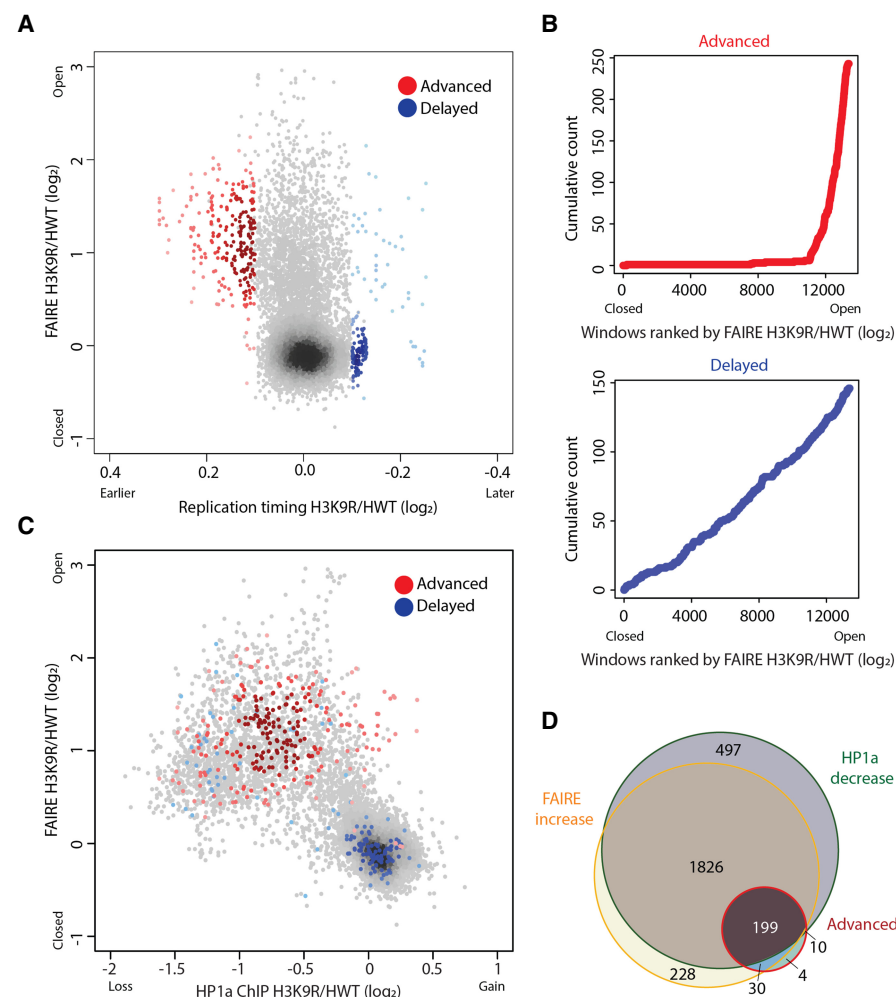 A
Open
3
2
1
0
-1
Closed
FAIRE H3K9R/HWT (log₂)
Advanced
Delayed
0.4
0.2
0.0
-0.2
-0.4
Earlier
Later
Replication timing H3K9R/HWT (log₂)
B
Advanced
Cumulative count
250
200
150
100
50
0
0
4000
8000
12000
Closed
Open
Windows ranked by FAIRE H3K9R/HWT (log₂)
Delayed
Cumulative count
150
100
50
0
0
4000
8000
12000
Closed
Open
Windows ranked by FAIRE H3K9R/HWT (log₂)
C
Open
3
2
1
0
-1
Closed
FAIRE H3K9R/HWT (log₂)
Advanced
Delayed
-2
-1.5
-1
-0.5
0
0.5
1
Loss
Gain
HP1a ChIP H3K9R/HWT (log₂)
D
497
HP1a
decrease
FAIRE
increase
1826
199
Advanced
10
228
30
4